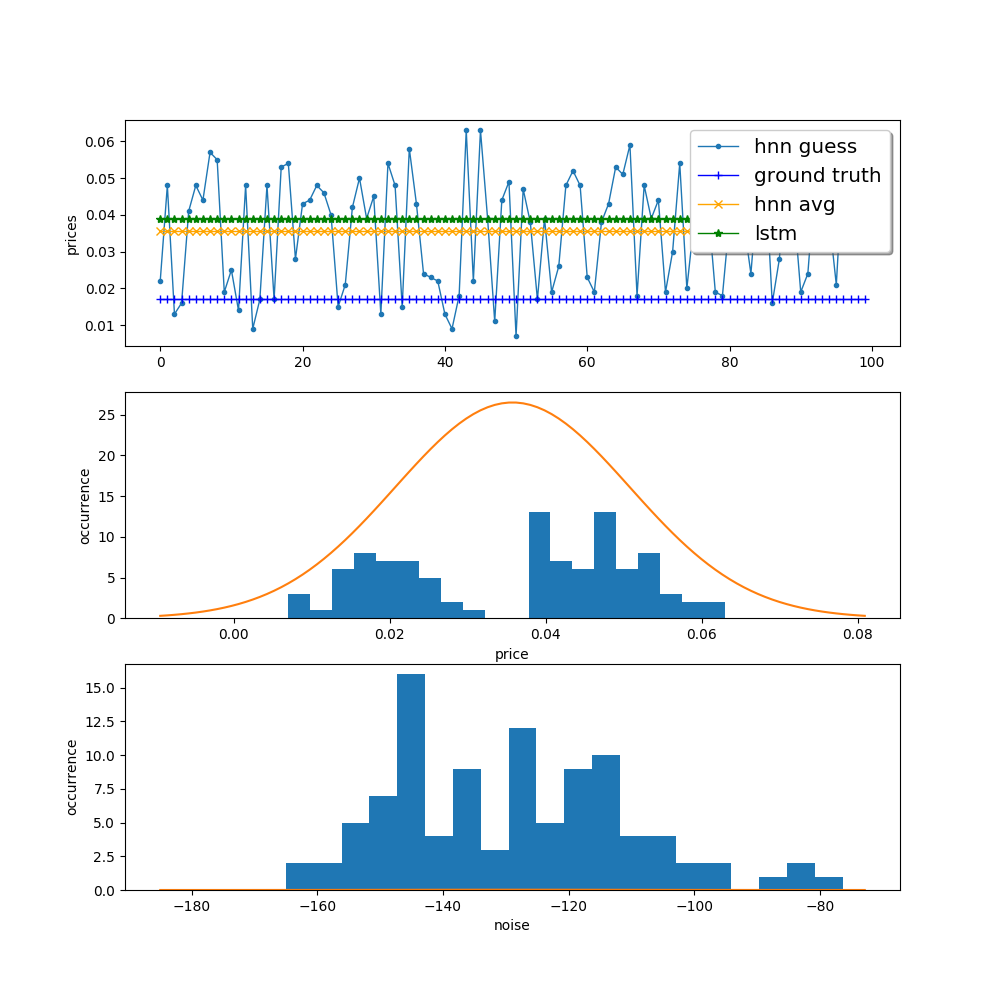 hnn guess
ground truth
hnn avg
lstm
prices
0.06
0.05
0.04
0.03
0.02
0.01
0 20 40 60 80 100
occurrence
25
20
15
10
5
0
0.00 0.02 0.04 0.06 0.08
price
occurrence
15.0
12.5
10.0
7.5
5.0
2.5
0.0
−180 −160 −140 −120 −100 −80
noise